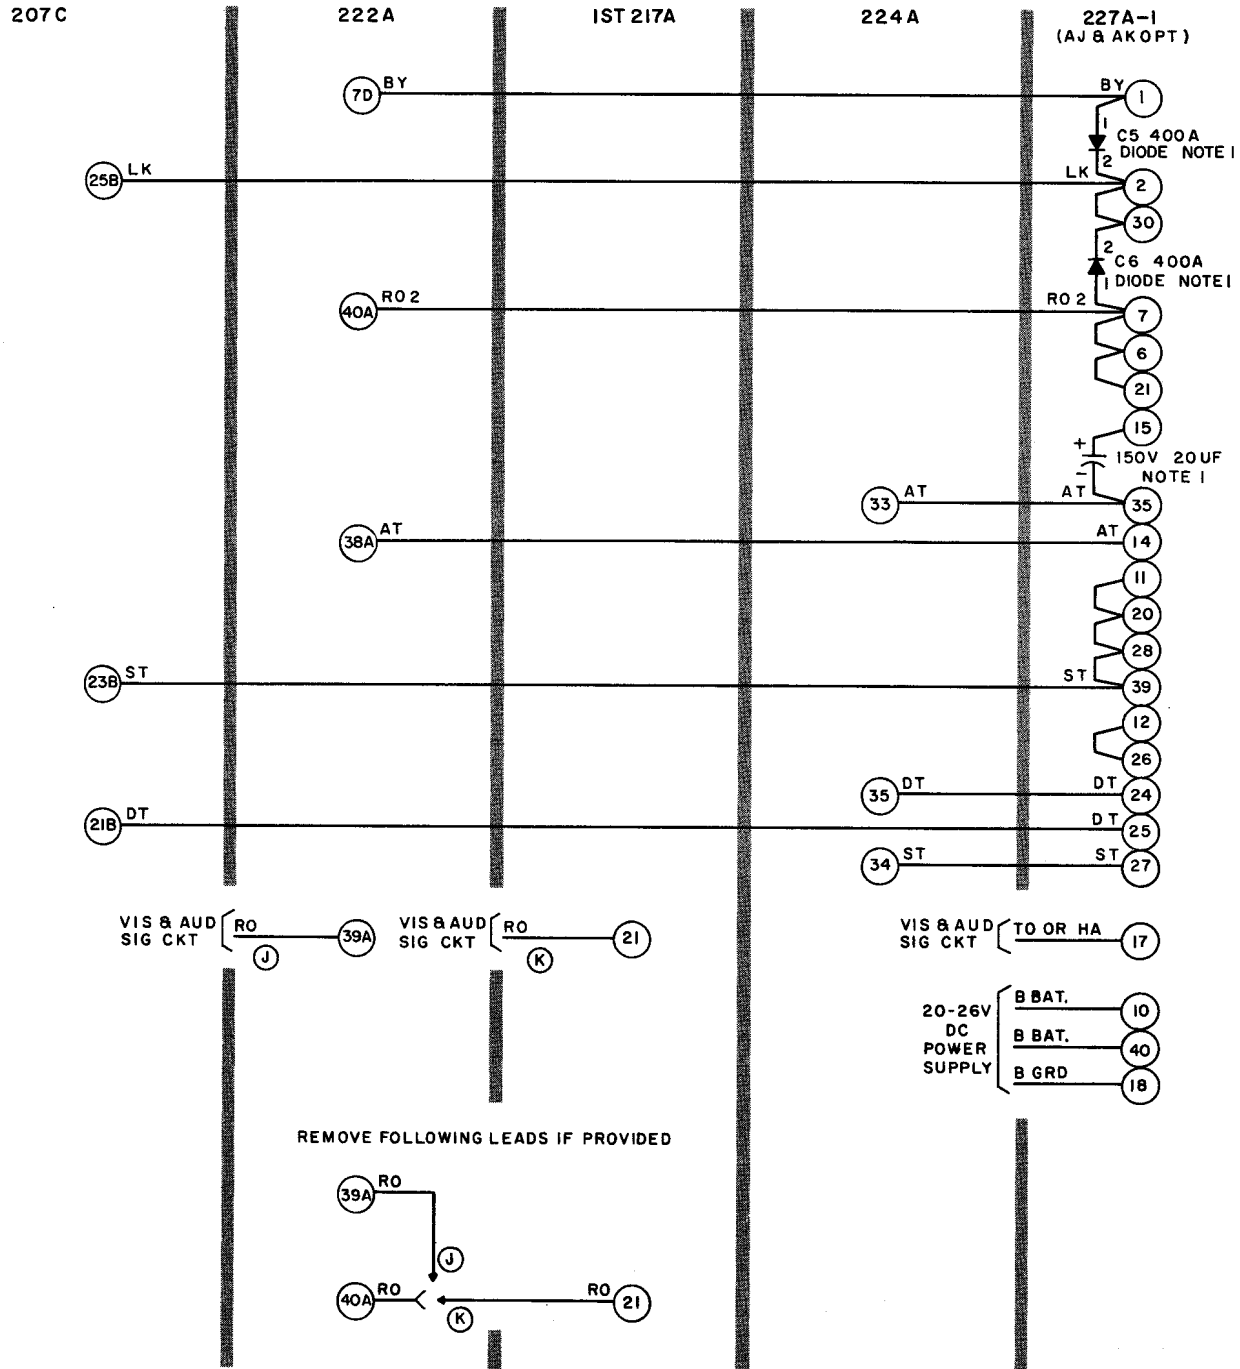 207C 222A 1ST 217A 224A 227A-1
(AJ & AK OPT)
7D BY BY 1
1
C5 400A
DIODE NOTE 1
2
25B LK LK 2
30
2
C6 400A
DIODE NOTE 1
1
40A RO2 RO2 7
6
21
15
+
150V 20UF
NOTE 1
-
33 AT AT 35
38A AT AT 14
11
20
28
23B ST ST 39
12
26
35 DT DT 24
21B DT DT 25
34 ST ST 27
VIS & AUD
SIG CKT
RO 39A
J
VIS & AUD
SIG CKT
RO 21
K
VIS & AUD
SIG CKT
TO OR HA 17
20-26V
DC
POWER
SUPPLY
B BAT. 10
B BAT. 40
B GRD 18
REMOVE FOLLOWING LEADS IF PROVIDED
39A RO
J
40A RO RO 21
K